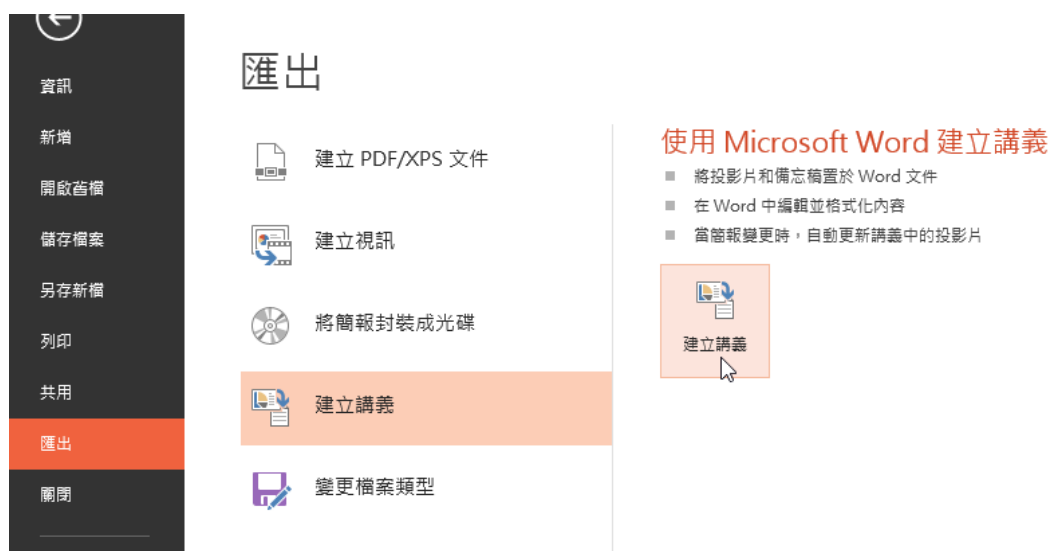 資訊
新增
開啟舊檔
儲存檔案
另存新檔
列印
共用
匯出
關閉
匯出
建立 PDF/XPS 文件
建立視訊
將簡報封裝成光碟
建立講義
變更檔案類型
使用 Microsoft Word 建立講義
將投影片和備忘稿置於 Word 文件
在 Word 中編輯並格式化內容
當簡報變更時，自動更新講義中的投影片
建立講義